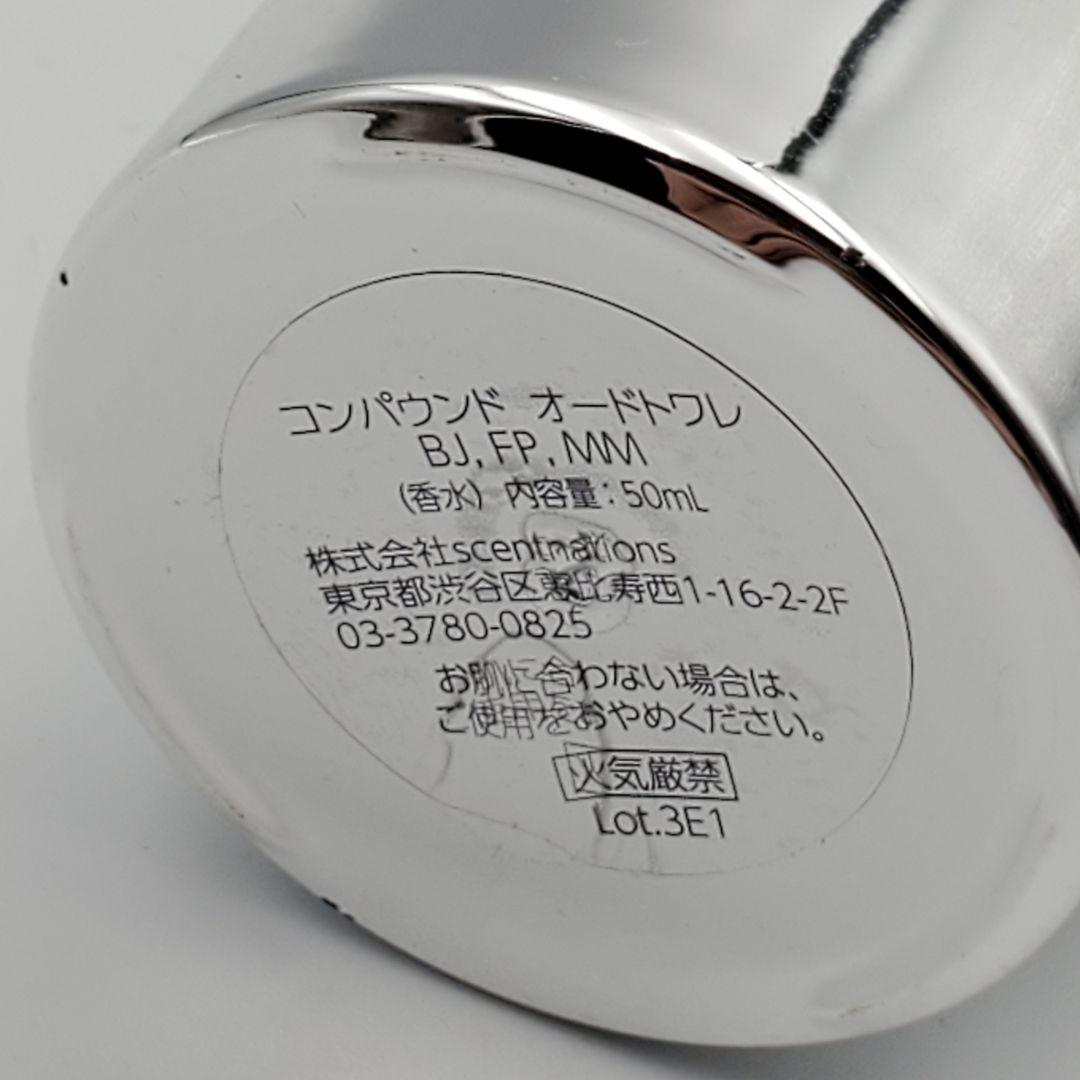 コンパウンド オードトワレ
BJ, FP, MM
(香水) 内容量：50mL
株式会社scentnations
東京都渋谷区恵比寿西1-16-2-2F
03-3780-0825
お肌に合わない場合は、
ご使用をおやめください。
火気厳禁
Lot.3E1